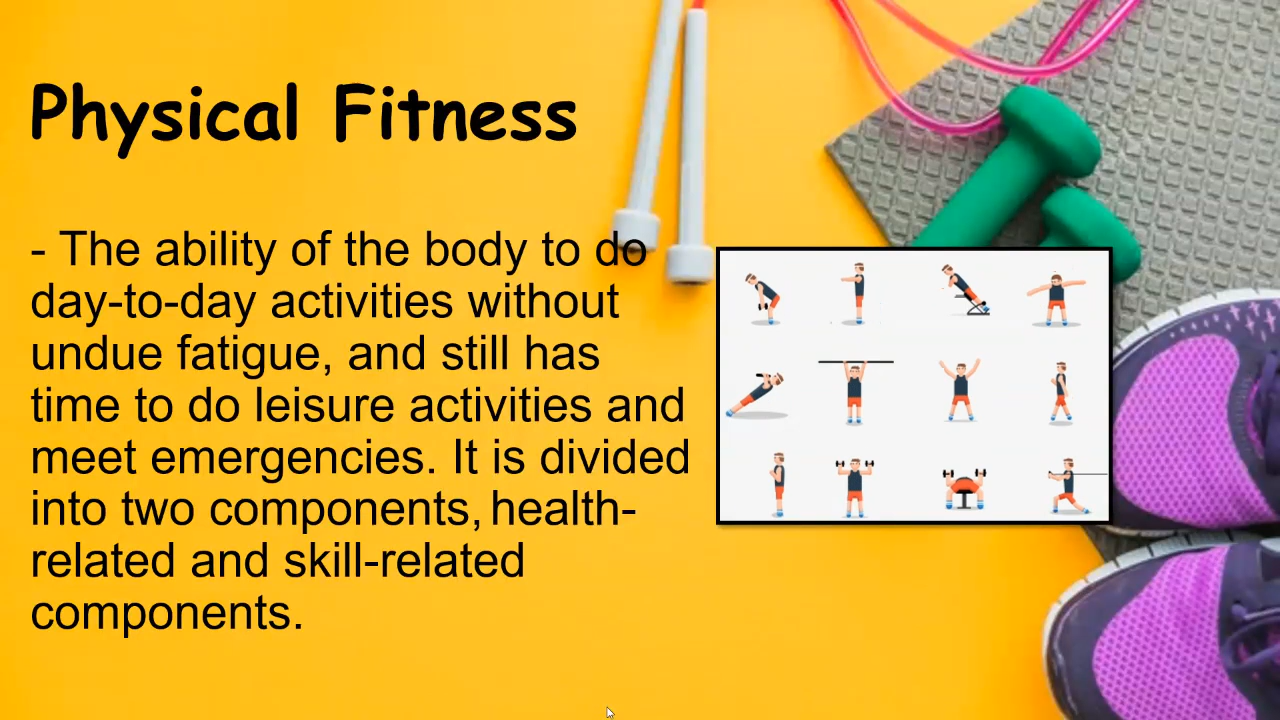 Physical Fitness
- The ability of the body to do
day-to-day activities without
undue fatigue, and still has
time to do leisure activities and
meet emergencies. It is divided
into two components, health-
related and skill-related
components.